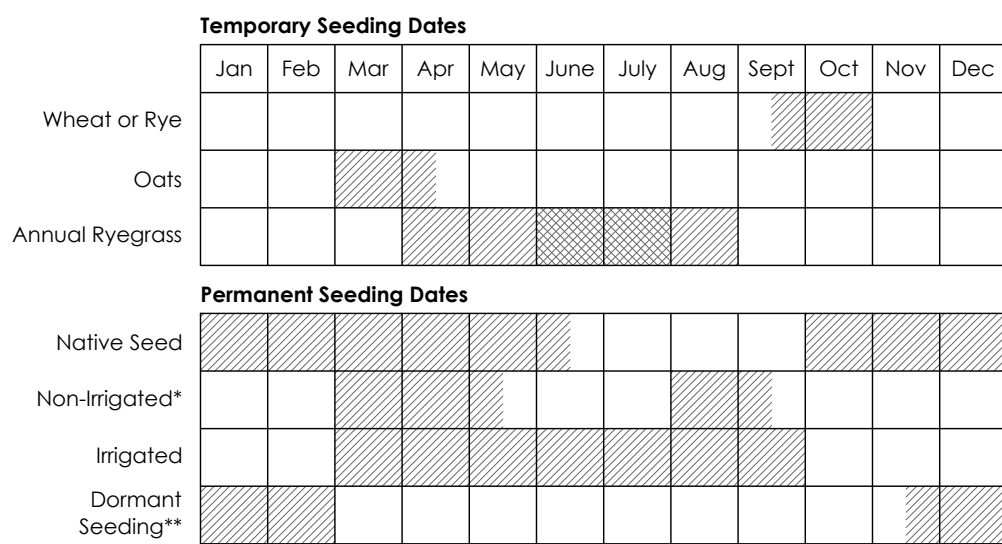 Temporary Seeding Dates
Jan Feb Mar Apr May June July Aug Sept Oct Nov Dec
Wheat or Rye
Oats
Annual Ryegrass
Permanent Seeding Dates
Native Seed
Non-Irrigated*
Irrigated
Dormant
Seeding**